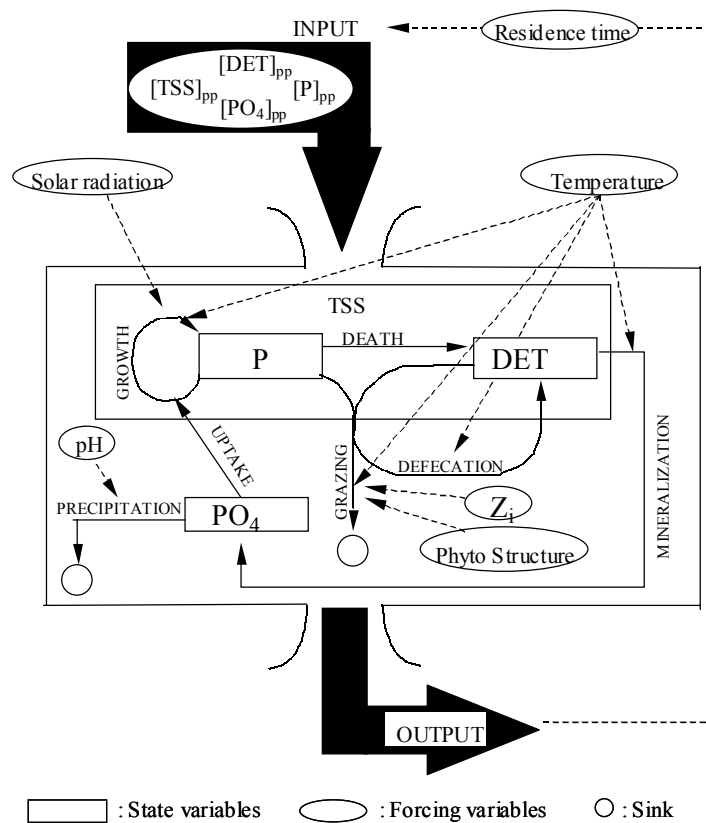 INPUT
Residence time
[DET]pp
[TSS]pp
[P]pp
[PO4]pp
Solar radiation
Temperature
TSS
GROWTH
P
DEATH
DET
pH
UPTAKE
GRAZING
DEFECATION
MINERALIZATION
PRECIPITATION
PO4
Zi
Phyto Structure
OUTPUT
: State variables
: Forcing variables
: Sink